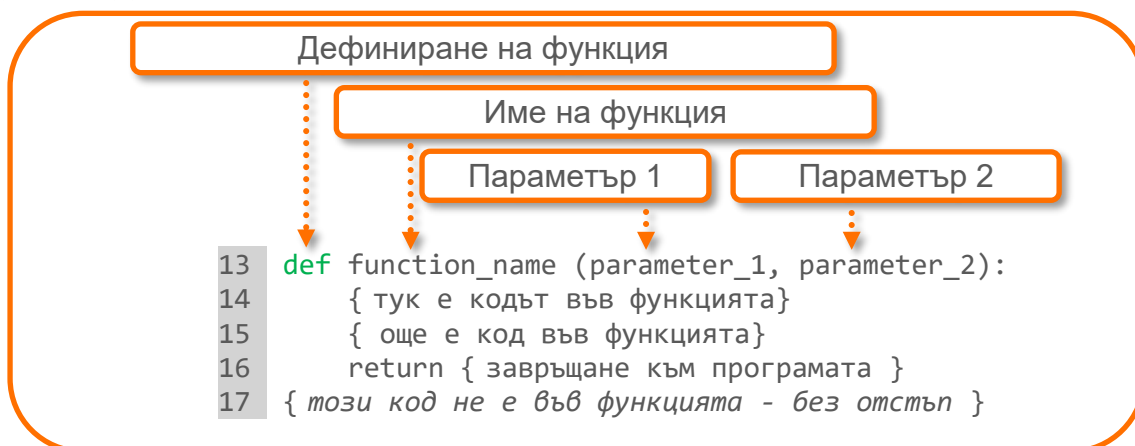 Дефиниране на функция
Име на функция
Параметър 1 Параметър 2
13 def function_name (parameter_1, parameter_2):
14 { тук е кодът във функцията}
15 { още е код във функцията}
16 return { завръщане към програмата }
17 { този код не е във функцията - без отстъп }